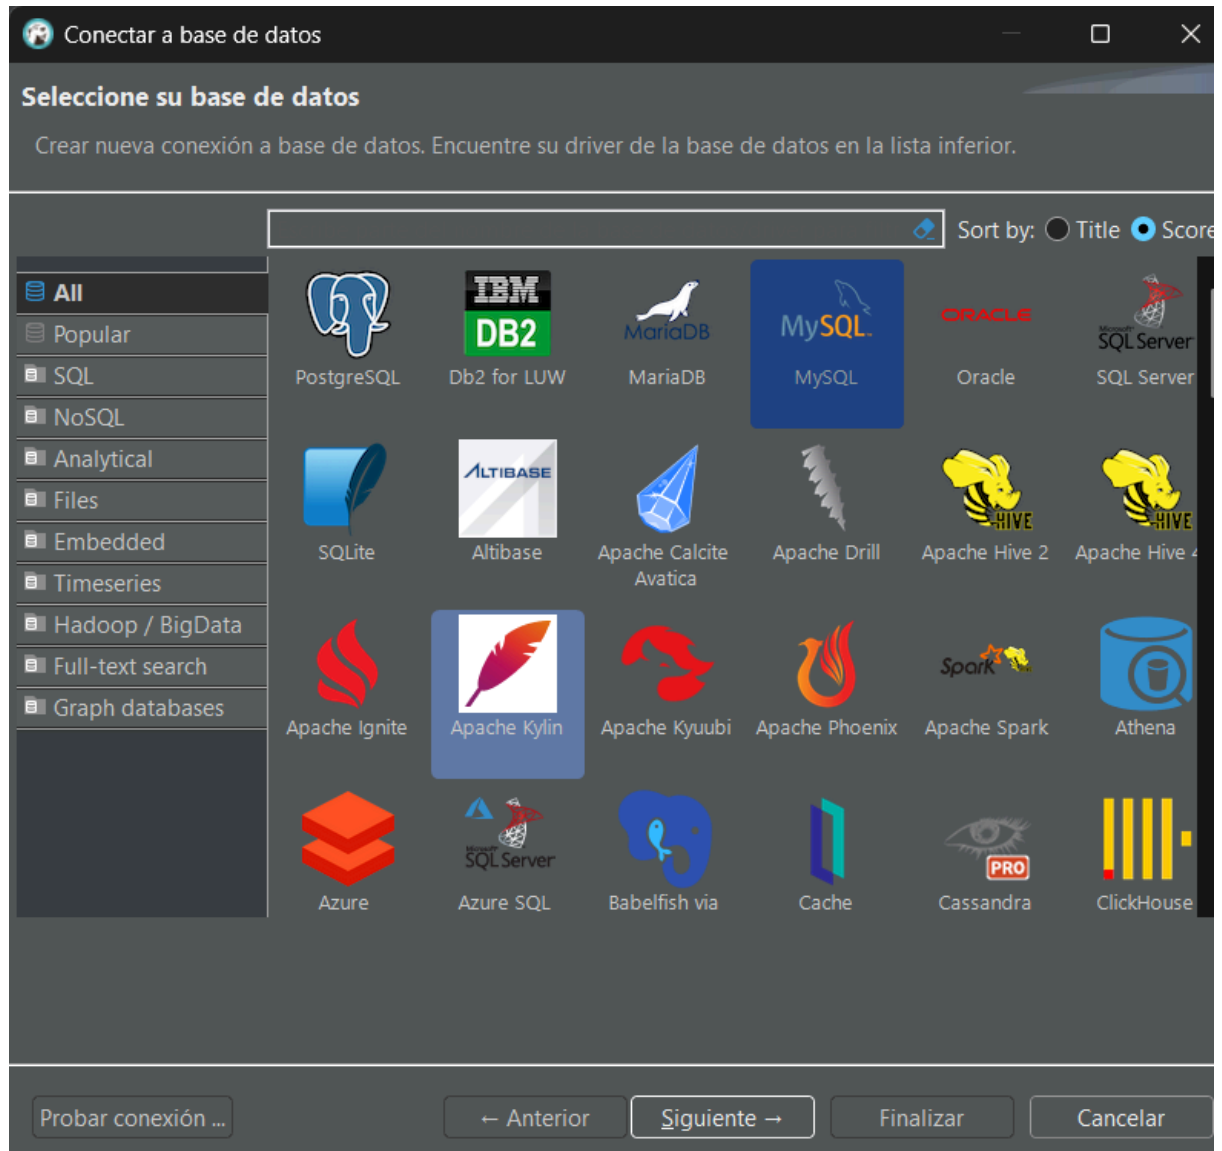 Conectar a base de datos
Seleccione su base de datos
Crear nueva conexión a base de datos. Encuentre su driver de la base de datos en la lista inferior.
Sort by: Title Score
All
Popular
SQL
NoSQL
Analytical
Files
Embedded
Timeseries
Hadoop / BigData
Full-text search
Graph databases
IBM DB2 MariaDB MySQL ORACLE Microsoft SQL Server
PostgreSQL Db2 for LUW MariaDB MySQL Oracle SQL Server
ALTIBASE HIVE HIVE
SQLite Altibase Apache Calcite Avatica Apache Drill Apache Hive 2 Apache Hive 4
Spark
Apache Ignite Apache Kylin Apache Kyuubi Apache Phoenix Apache Spark Athena
Microsoft SQL Server PRO
Azure Azure SQL Babelfish via Cache Cassandra ClickHouse
Probar conexión ... ← Anterior Siguiente → Finalizar Cancelar